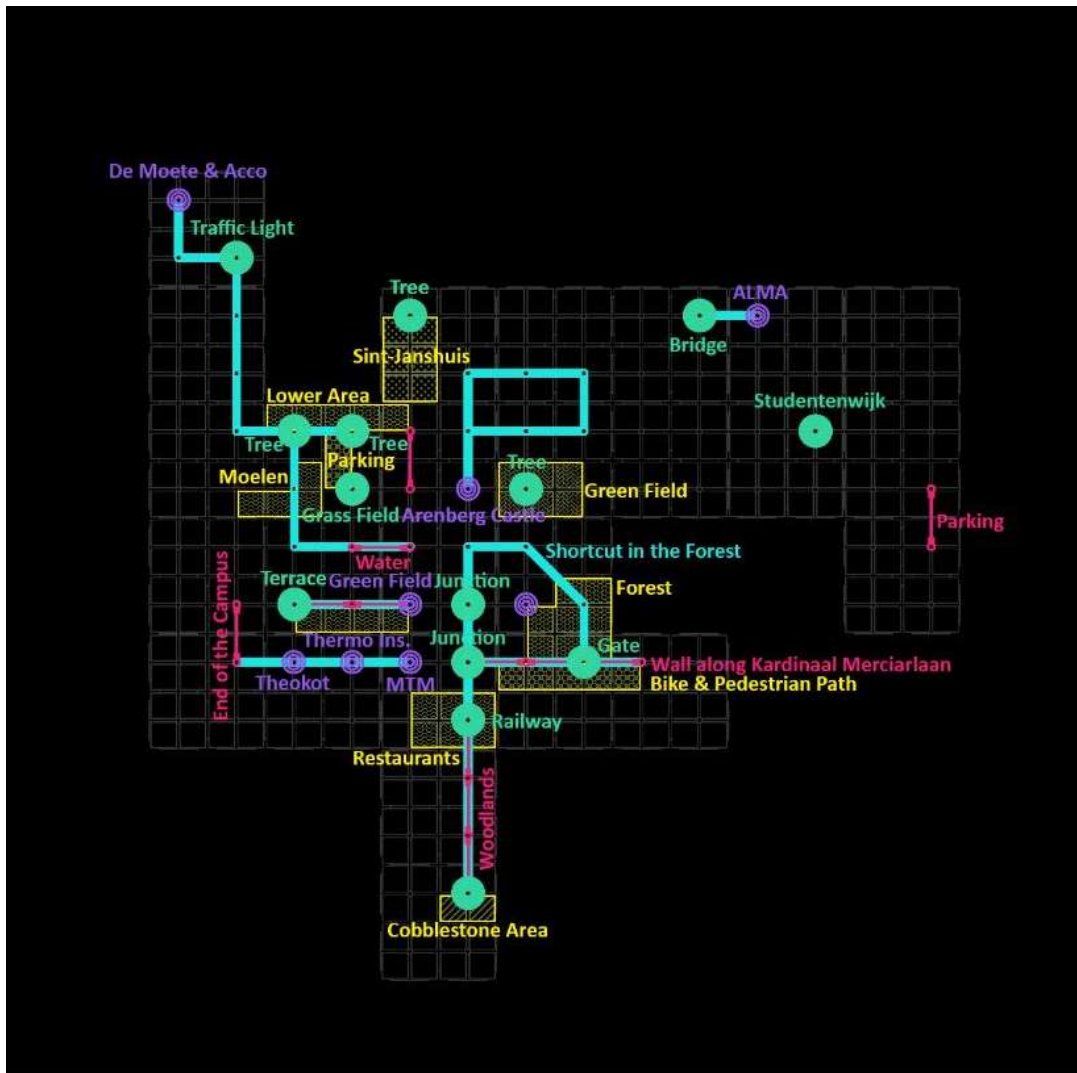 De Moete & Acco
Traffic Light
Tree
ALMA
Sint-Janshuis
Bridge
Lower Area
Studentenwijk
Tree
Tree
Parking
Moelen
Tree
Green Field
Grass Field
Arenberg Castle
Parking
Water
Shortcut in the Forest
Terrace
Green Field
Junction
Forest
End of the Campus
Thermo Ins.
Junction
Gate
Wall along Kardinaal Merciarlaan
Theokot
MTM
Bike & Pedestrian Path
Railway
Restaurants
Woodlands
Cobblestone Area